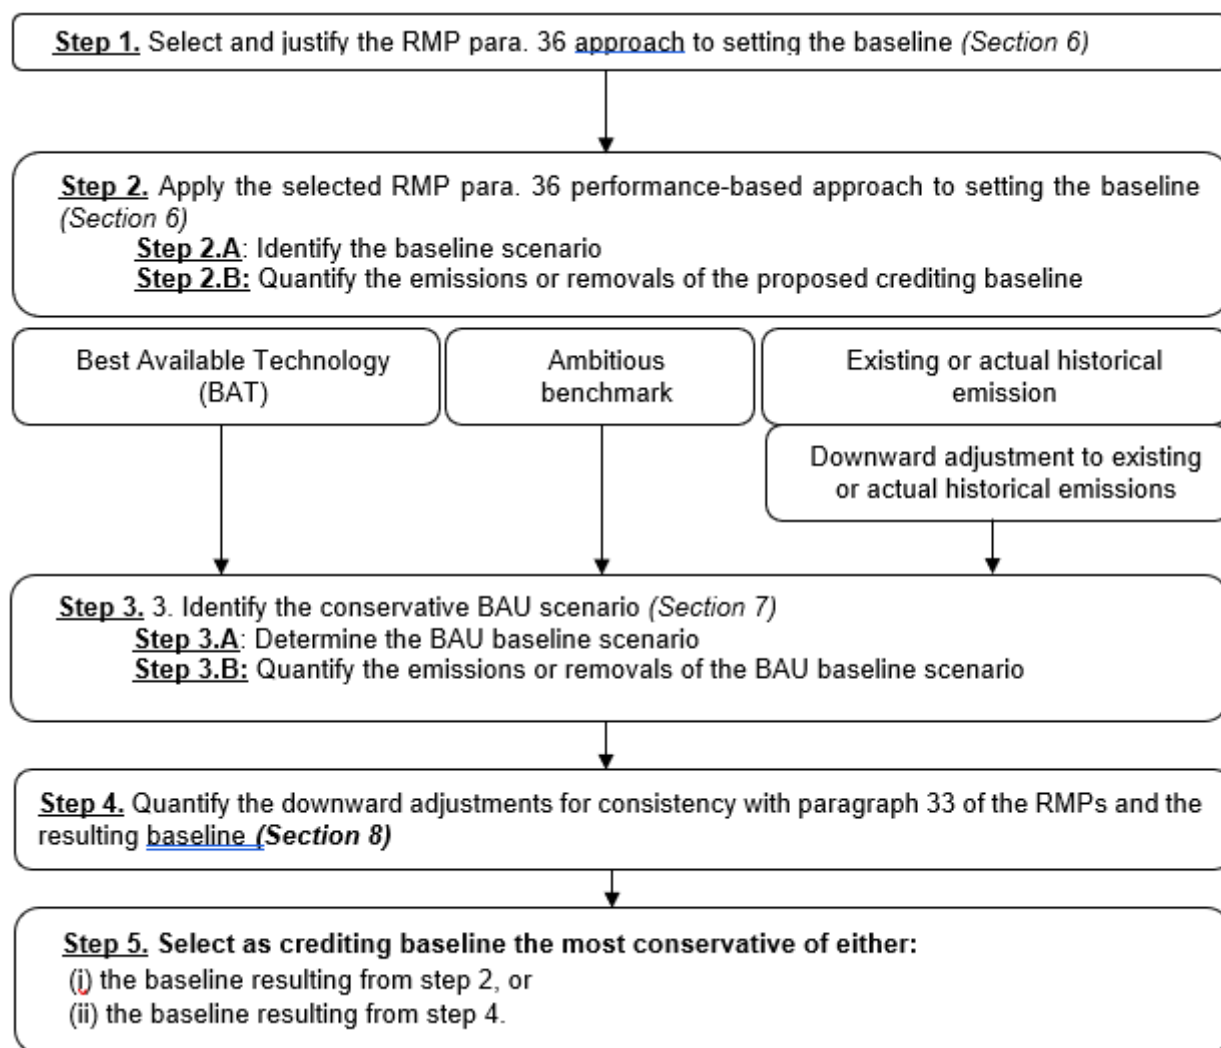 Step 1. Select and justify the RMP para. 36 approach to setting the baseline (Section 6)
Step 2. Apply the selected RMP para. 36 performance-based approach to setting the baseline
(Section 6)
Step 2.A: Identify the baseline scenario
Step 2.B: Quantify the emissions or removals of the proposed crediting baseline
Best Available Technology
(BAT)
Ambitious
benchmark
Existing or actual historical
emission
Downward adjustment to existing
or actual historical emissions
Step 3. 3. Identify the conservative BAU scenario (Section 7)
Step 3.A: Determine the BAU baseline scenario
Step 3.B: Quantify the emissions or removals of the BAU baseline scenario
Step 4. Quantify the downward adjustments for consistency with paragraph 33 of the RMPs and the
resulting baseline (Section 8)
Step 5. Select as crediting baseline the most conservative of either:
(i) the baseline resulting from step 2, or
(ii) the baseline resulting from step 4.